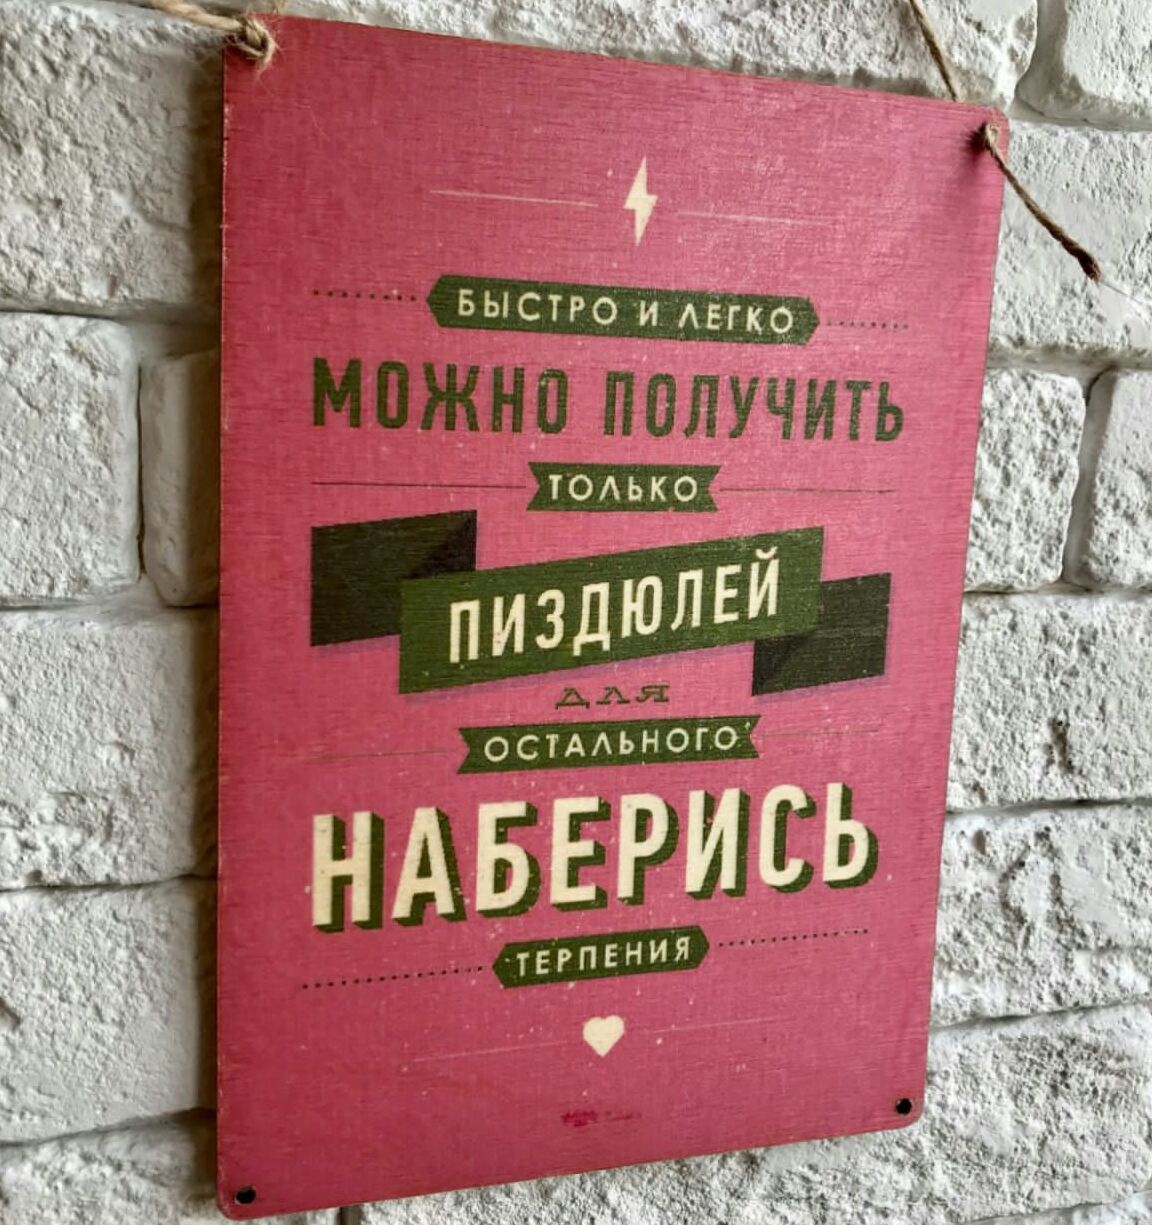 БЫСТРО И ЛЕГКО
МОЖНО ПОЛУЧИТЬ
ТОЛЬКО
ПИЗДЮЛЕЙ
ДЛЯ
ОСТАЛЬНОГО
НАБЕРИСЬ
ТЕРПЕНИЯ